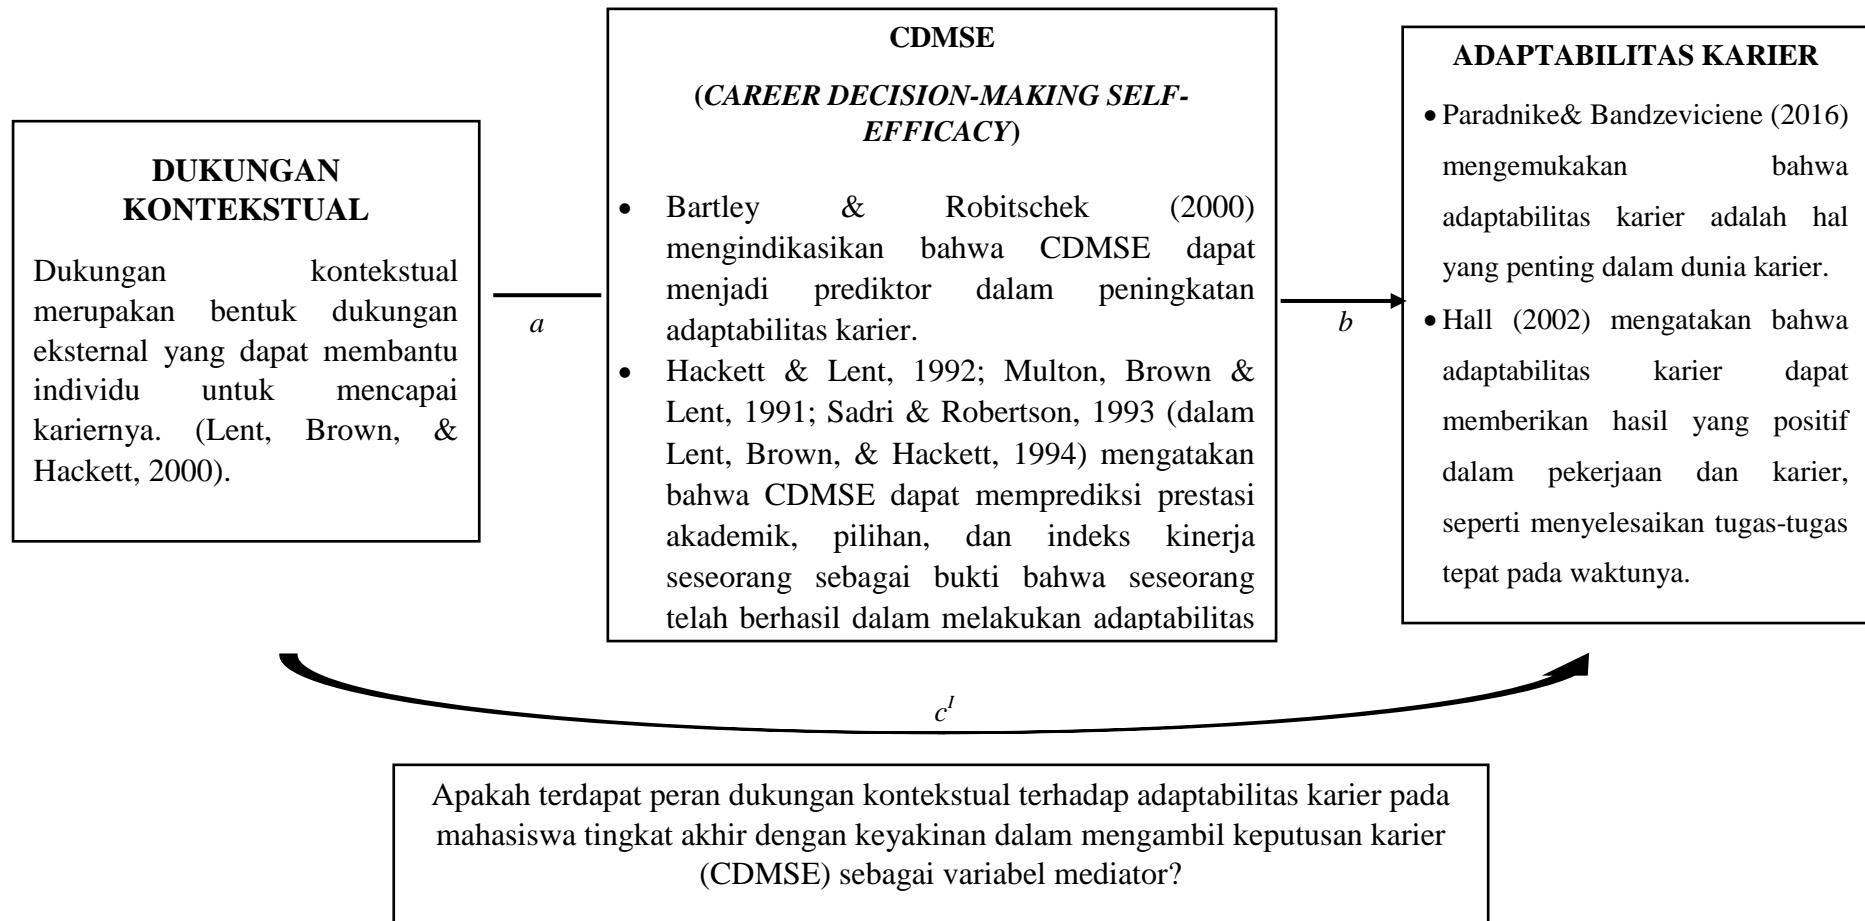 DUKUNGAN
KONTEKSTUAL
Dukungan kontekstual
merupakan bentuk dukungan
eksternal yang dapat membantu
individu untuk mencapai
kariernya. (Lent, Brown, &
Hackett, 2000).
a
CDMSE
(CAREER DECISION-MAKING SELF-
EFFICACY)
• Bartley & Robitschek (2000)
mengindikasikan bahwa CDMSE dapat
menjadi prediktor dalam peningkatan
adaptabilitas karier.
• Hackett & Lent, 1992; Multon, Brown &
Lent, 1991; Sadri & Robertson, 1993 (dalam
Lent, Brown, & Hackett, 1994) mengatakan
bahwa CDMSE dapat memprediksi prestasi
akademik, pilihan, dan indeks kinerja
seseorang sebagai bukti bahwa seseorang
telah berhasil dalam melakukan adaptabilitas
b
ADAPTABILITAS KARIER
• Paradnike& Bandzeviciene (2016)
mengemukakan bahwa
adaptabilitas karier adalah hal
yang penting dalam dunia karier.
• Hall (2002) mengatakan bahwa
adaptabilitas karier dapat
memberikan hasil yang positif
dalam pekerjaan dan karier,
seperti menyelesaikan tugas-tugas
tepat pada waktunya.
c^I
Apakah terdapat peran dukungan kontekstual terhadap adaptabilitas karier pada
mahasiswa tingkat akhir dengan keyakinan dalam mengambil keputusan karier
(CDMSE) sebagai variabel mediator?